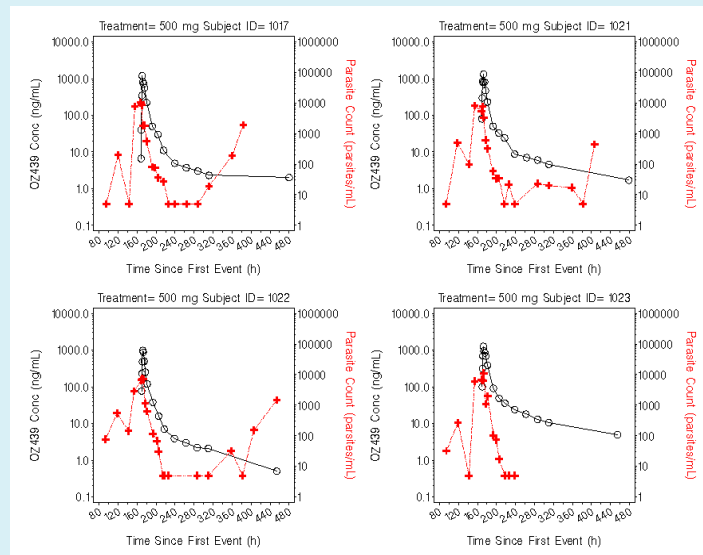 Treatment= 500 mg Subject ID= 1017
OZ439 Conc (ng/mL)
10000.0
1000.0
100.0
10.0
1.0
0.1
1000000
100000
10000
1000
100
10
1
Parasite Count (parsites/mL)
80 120 160 200 240 280 320 360 400 440 480
Time Since First Event (h)
Treatment= 500 mg Subject ID= 1021
OZ439 Conc (ng/mL)
10000.0
1000.0
100.0
10.0
1.0
0.1
1000000
100000
10000
1000
100
10
1
Parasite Count (parsites/mL)
80 120 160 200 240 280 320 360 400 440 480
Time Since First Event (h)
Treatment= 500 mg Subject ID= 1022
OZ439 Conc (ng/mL)
10000.0
1000.0
100.0
10.0
1.0
0.1
1000000
100000
10000
1000
100
10
1
Parasite Count (parsites/mL)
80 120 160 200 240 280 320 360 400 440 480
Time Since First Event (h)
Treatment= 500 mg Subject ID= 1023
OZ439 Conc (ng/mL)
10000.0
1000.0
100.0
10.0
1.0
0.1
1000000
100000
10000
1000
100
10
1
Parasite Count (parsites/mL)
80 120 160 200 240 280 320 360 400 440 480
Time Since First Event (h)